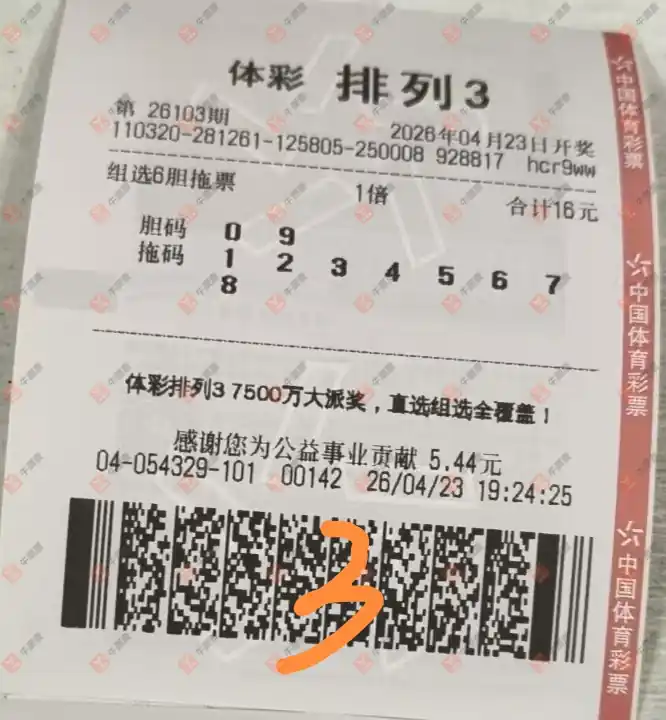 体彩 排列3
第 26103期
2026年04月23日开奖
110320-281261-125805-250008 928817 hcr9ww
组选6胆拖票 1倍 合计16元
胆码 0 9
拖码 1 2 3 4 5 6 7
8
体彩排列3 7500万大派奖，直选组选全覆盖！
感谢您为公益事业贡献 5.44元
04-054329-101 00142 26/04/23 19:24:25
3
中国体育彩票
中国体育彩票
中国体育彩票